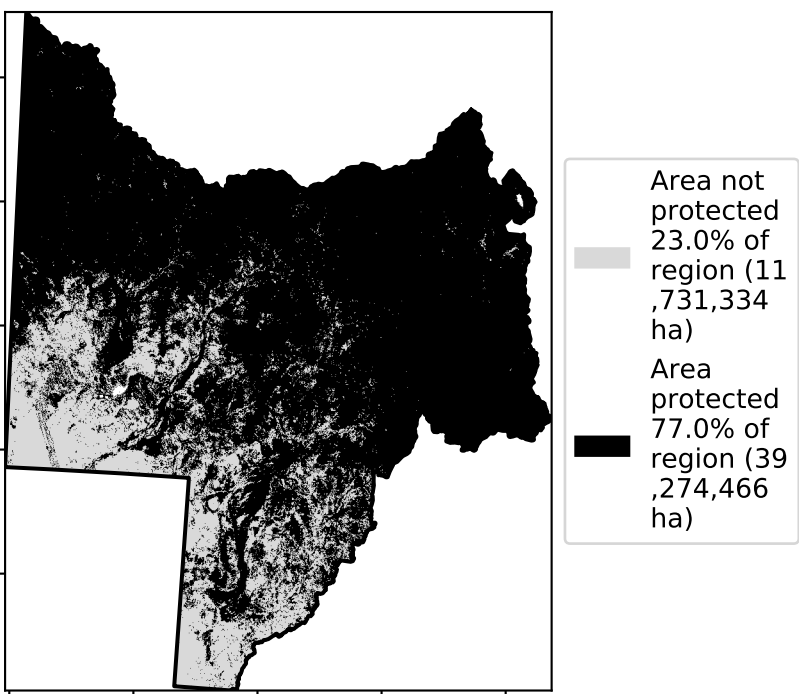 Area not
protected
23.0% of
region (11
,731,334
ha)
Area
protected
77.0% of
region (39
,274,466
ha)